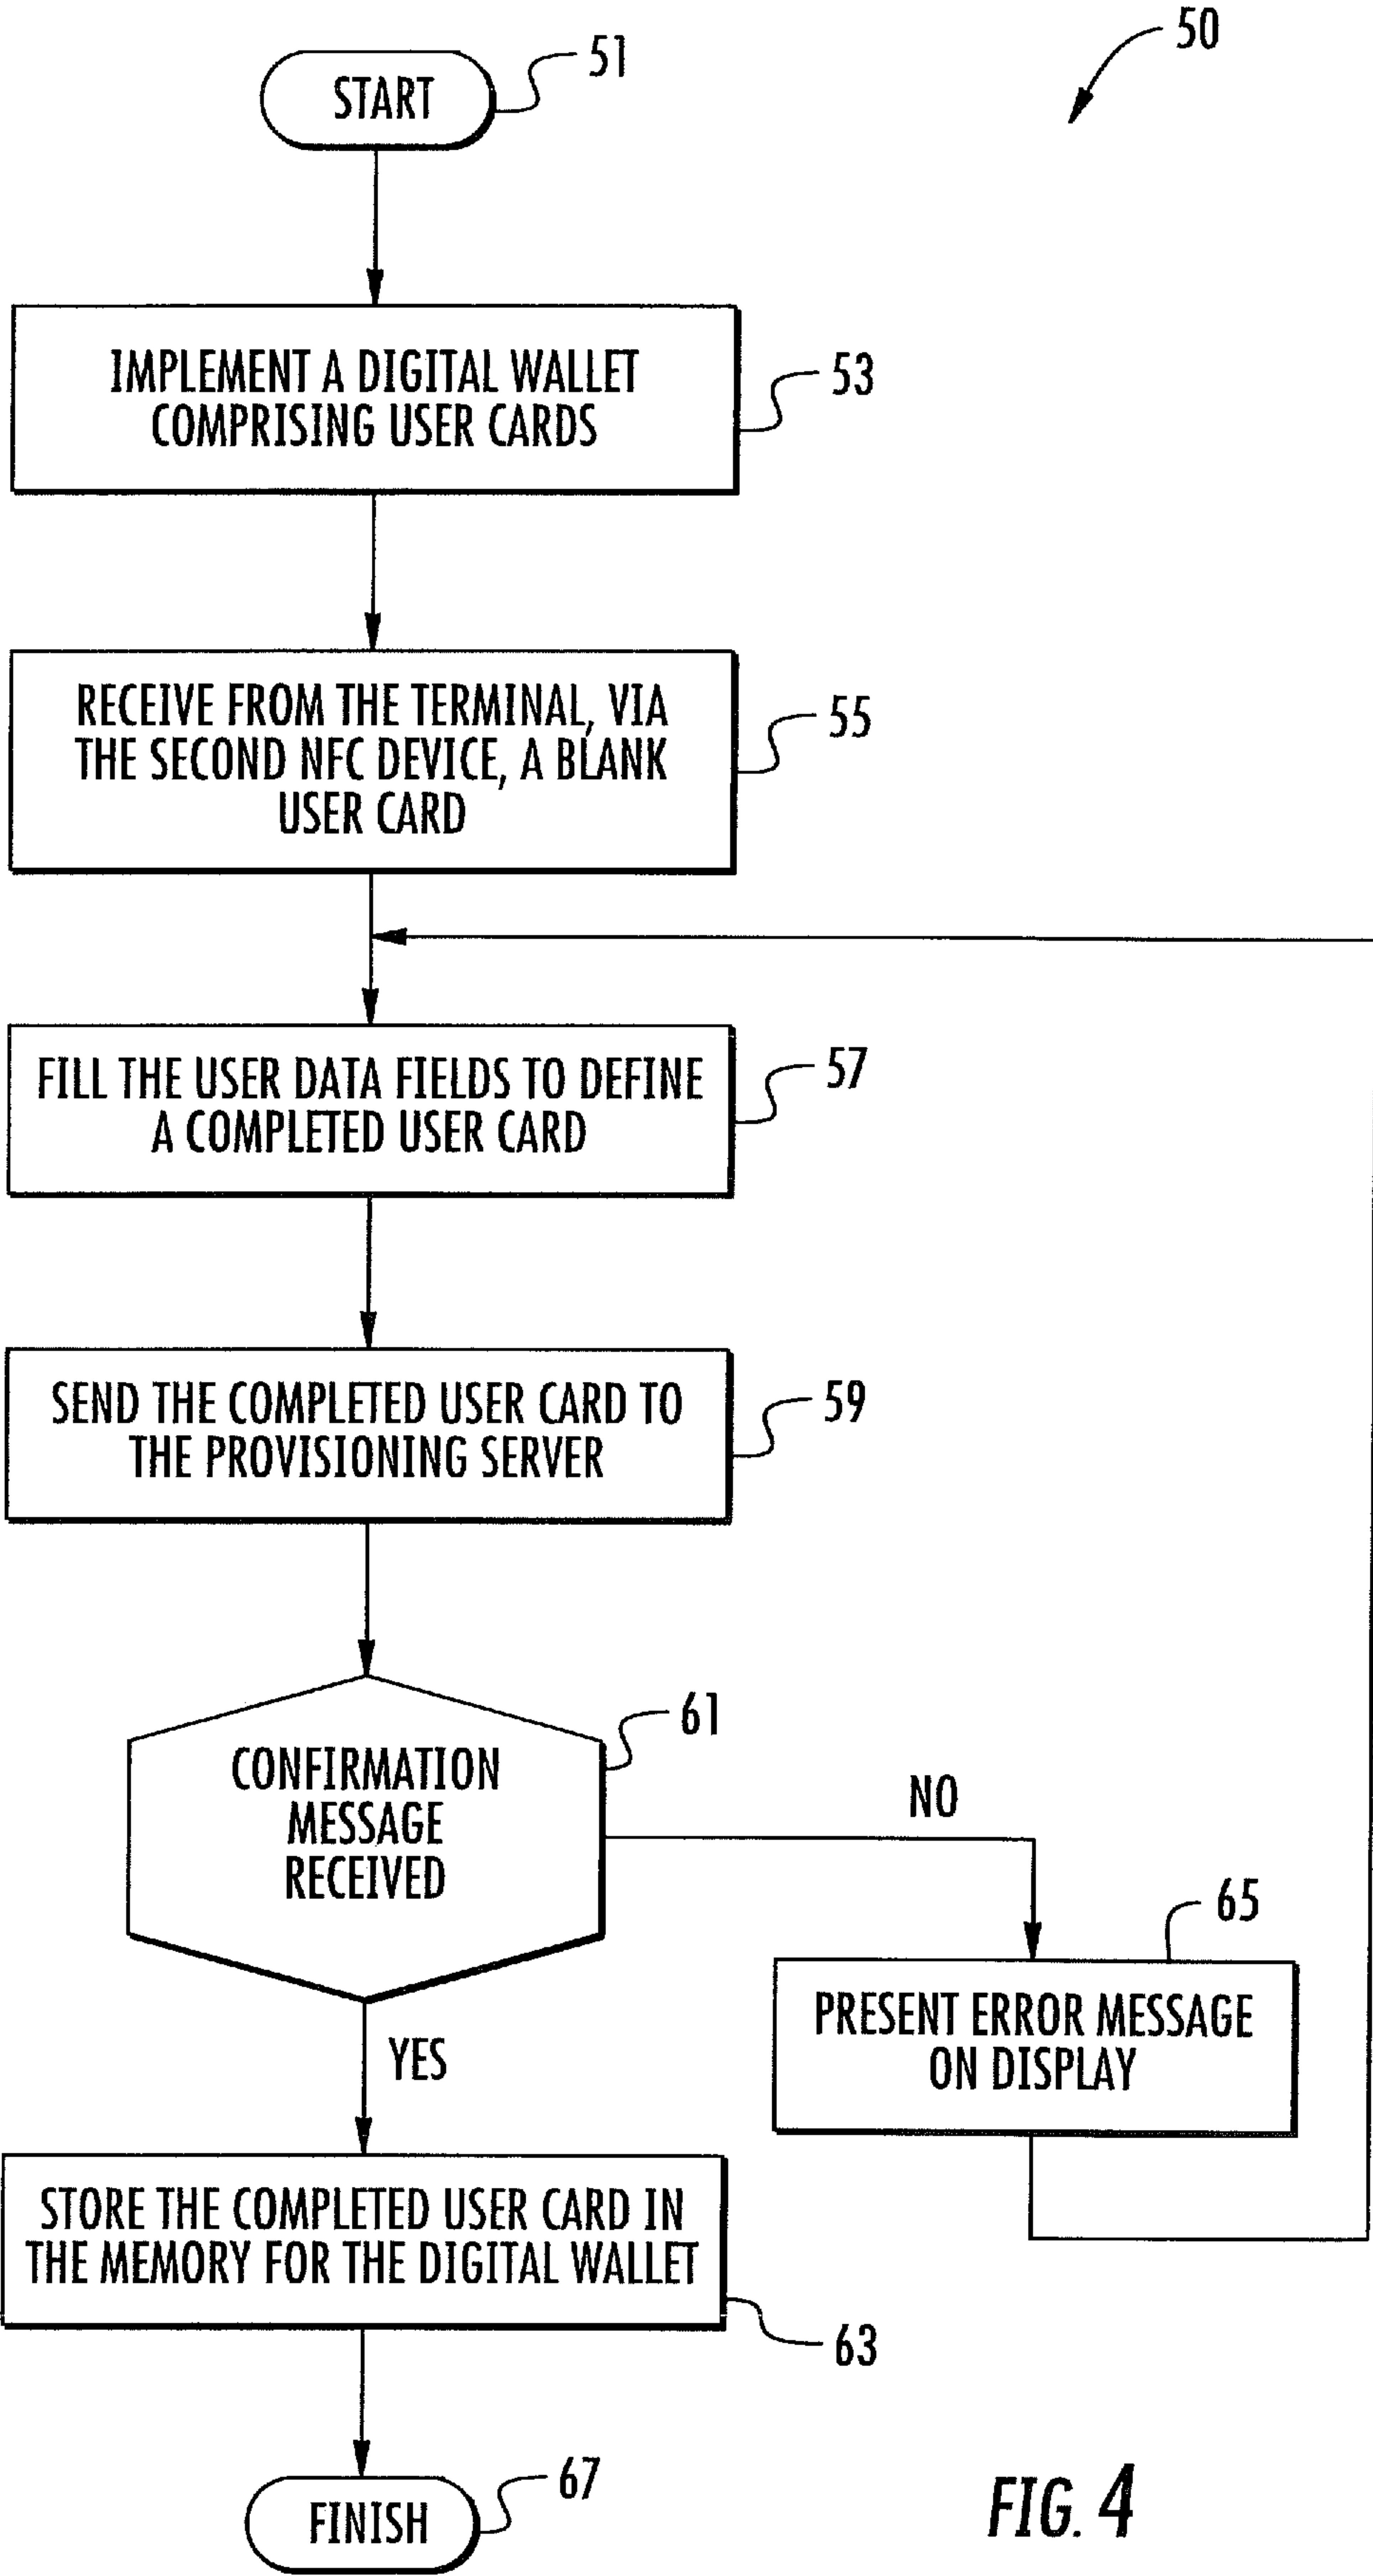 50
START
51
IMPLEMENT A DIGITAL WALLET
COMPRISING USER CARDS
53
RECEIVE FROM THE TERMINAL, VIA
THE SECOND NFC DEVICE, A BLANK
USER CARD
55
FILL THE USER DATA FIELDS TO DEFINE
A COMPLETED USER CARD
57
SEND THE COMPLETED USER CARD TO
THE PROVISIONING SERVER
59
CONFIRMATION
MESSAGE
RECEIVED
61
NO
65
PRESENT ERROR MESSAGE
ON DISPLAY
YES
STORE THE COMPLETED USER CARD IN
THE MEMORY FOR THE DIGITAL WALLET
63
FINISH
67
FIG. 4